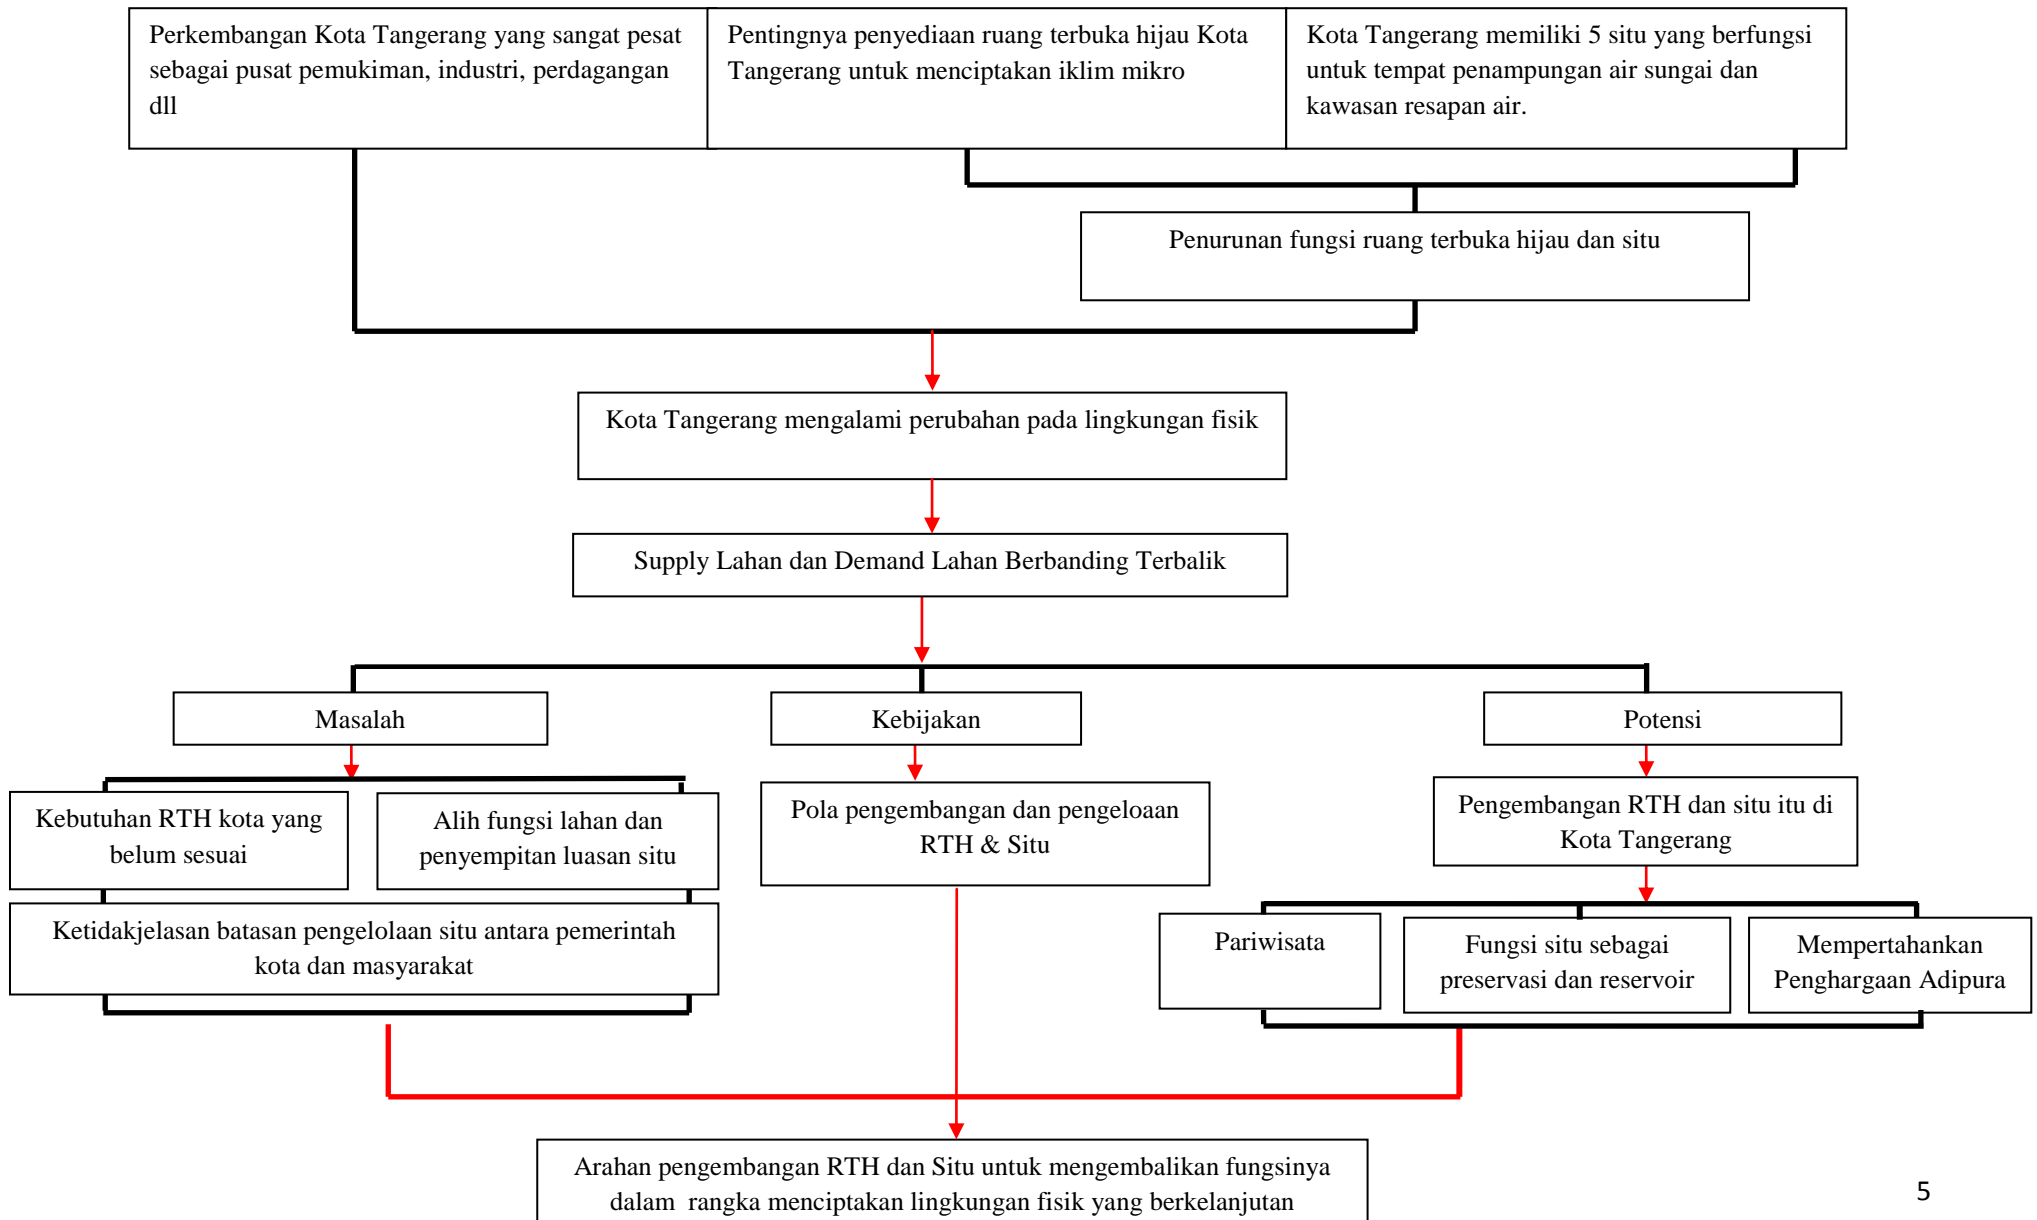 Perkembangan Kota Tangerang yang sangat pesat
sebagai pusat pemukiman, industri, perdagangan
dll
Pentingnya penyediaan ruang terbuka hijau Kota
Tangerang untuk menciptakan iklim mikro
Kota Tangerang memiliki 5 situ yang berfungsi
untuk tempat penampungan air sungai dan
kawasan resapan air.
Penurunan fungsi ruang terbuka hijau dan situ
Kota Tangerang mengalami perubahan pada lingkungan fisik
Supply Lahan dan Demand Lahan Berbanding Terbalik
Masalah
Kebijakan
Potensi
Kebutuhan RTH kota yang
belum sesuai
Alih fungsi lahan dan
penyempitan luasan situ
Pola pengembangan dan pengeloaan
RTH & Situ
Pengembangan RTH dan situ itu di
Kota Tangerang
Ketidakjelasan batasan pengelolaan situ antara pemerintah
kota dan masyarakat
Pariwisata
Fungsi situ sebagai
preservasi dan reservoir
Mempertahankan
Penghargaan Adipura
Arahan pengembangan RTH dan Situ untuk mengembalikan fungsinya
dalam  rangka menciptakan lingkungan fisik yang berkelanjutan
5